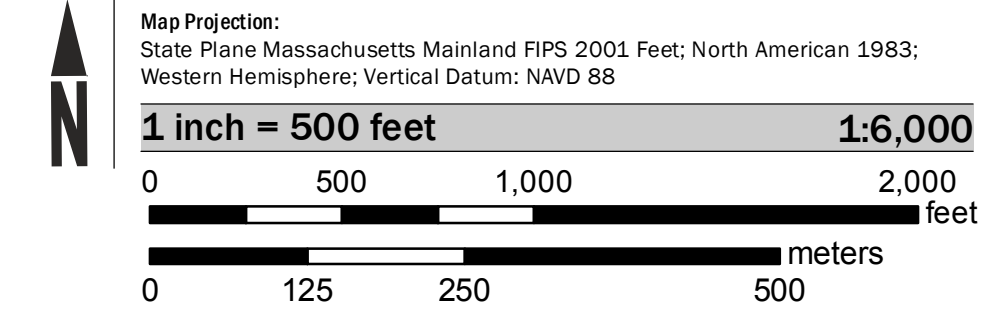 N
Map Projection:
State Plane Massachusetts Mainland FIPS 2001 Feet; North American 1983;
Western Hemisphere; Vertical Datum: NAVD 88
1 inch = 500 feet 1:6,000
0 500 1,000 2,000
feet
meters
0 125 250 500